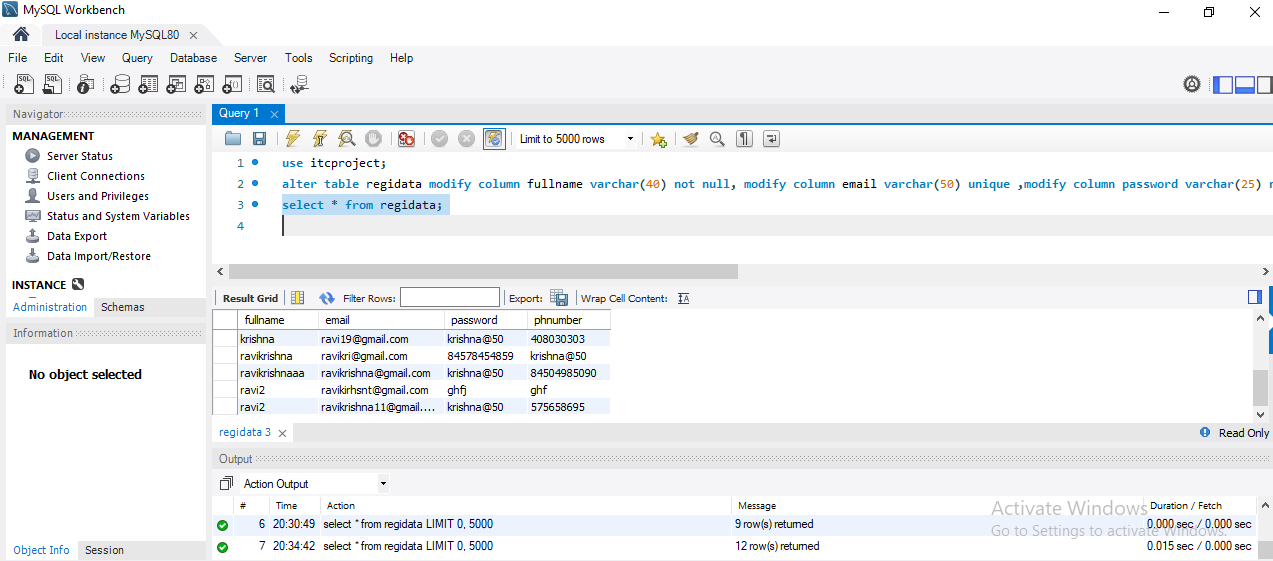 MySQL Workbench
Local instance MySQL80
File Edit View Query Database Server Tools Scripting Help
Navigator
Query 1
MANAGEMENT
Server Status
Client Connections
Users and Privileges
Status and System Variables
Data Export
Data Import/Restore
INSTANCE
Administration Schemas
Information
No object selected
Object Info Session
Limit to 5000 rows
1 use itcproject;
2 alter table regidata modify column fullname varchar(40) not null, modify column email varchar(50) unique ,modify column password varchar(25)
3 select * from regidata;
4
Result Grid Filter Rows: Export: Wrap Cell Content:
fullname email password phnumber
krishna ravi19@gmail.com krishna@50 408030303
ravikrishna ravikri@gmail.com 84578454859 krishna@50
ravikrishnaaa ravikrishna@gmail.com krishna@50 84504985090
ravi2 ravikirhsnt@gmail.com ghfj ghf
ravi2 ravikrishna11@gmail.... krishna@50 575658695
regidata 3 Read Only
Output
Action Output
# Time Action Message Duration / Fetch
6 20:30:49 select * from regidata LIMIT 0, 5000 9 row(s) returned 0.000 sec / 0.000 sec
7 20:34:42 select * from regidata LIMIT 0, 5000 12 row(s) returned 0.015 sec / 0.000 sec
Activate Windows
Go to Settings to activate Windows.